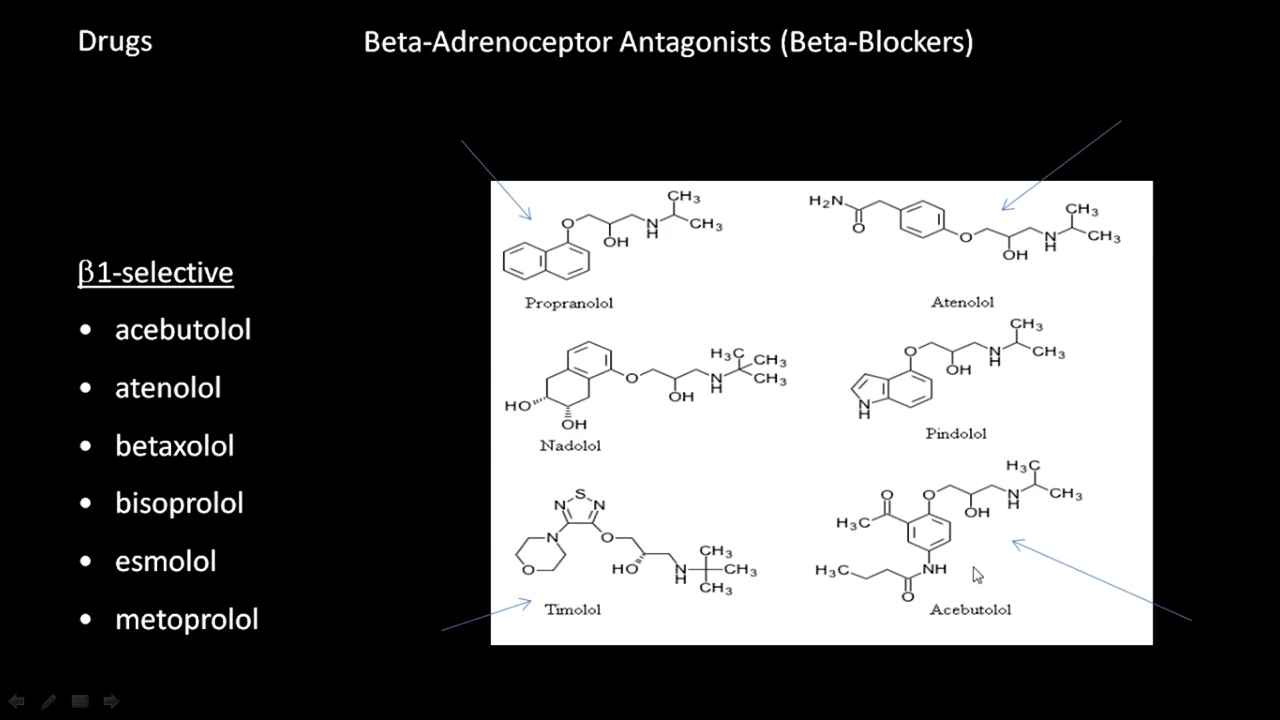 Drugs
Beta-Adrenoceptor Antagonists (Beta-Blockers)
β1-selective
• acebutolol
• atenolol
• betaxolol
• bisoprolol
• esmolol
• metoprolol
CH₃
O
N
H
CH₃
OH
Propranolol
H₂N
O
O
OH
N
H
CH₃
CH₃
Atenolol
H₃C
CH₃
CH₃
O
N
H
OH
HO
OH
Nadolol
CH₃
O
N
H
CH₃
OH
N
H
Pindolol
S
N
N
N
O
O
HO
N
H
CH₃
CH₃
CH₃
Timolol
H₃C
O
O
N
H
CH₃
H₃C
OH
H₃C
NH
O
Acebutolol